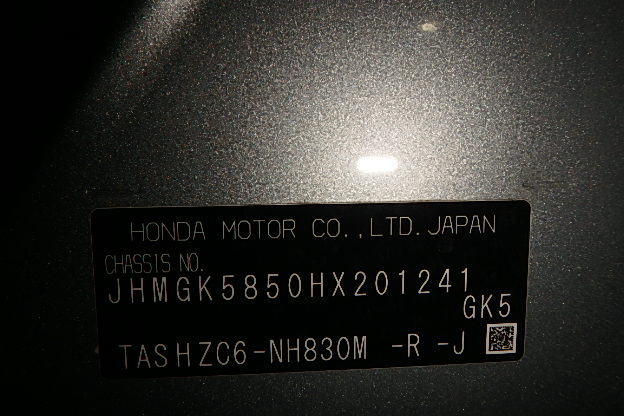 HONDA MOTOR CO.,LTD.JAPAN
CHASSIS NO.
JHMGK5850HX201241
GK5
TASHZC6-NH830M -R -J